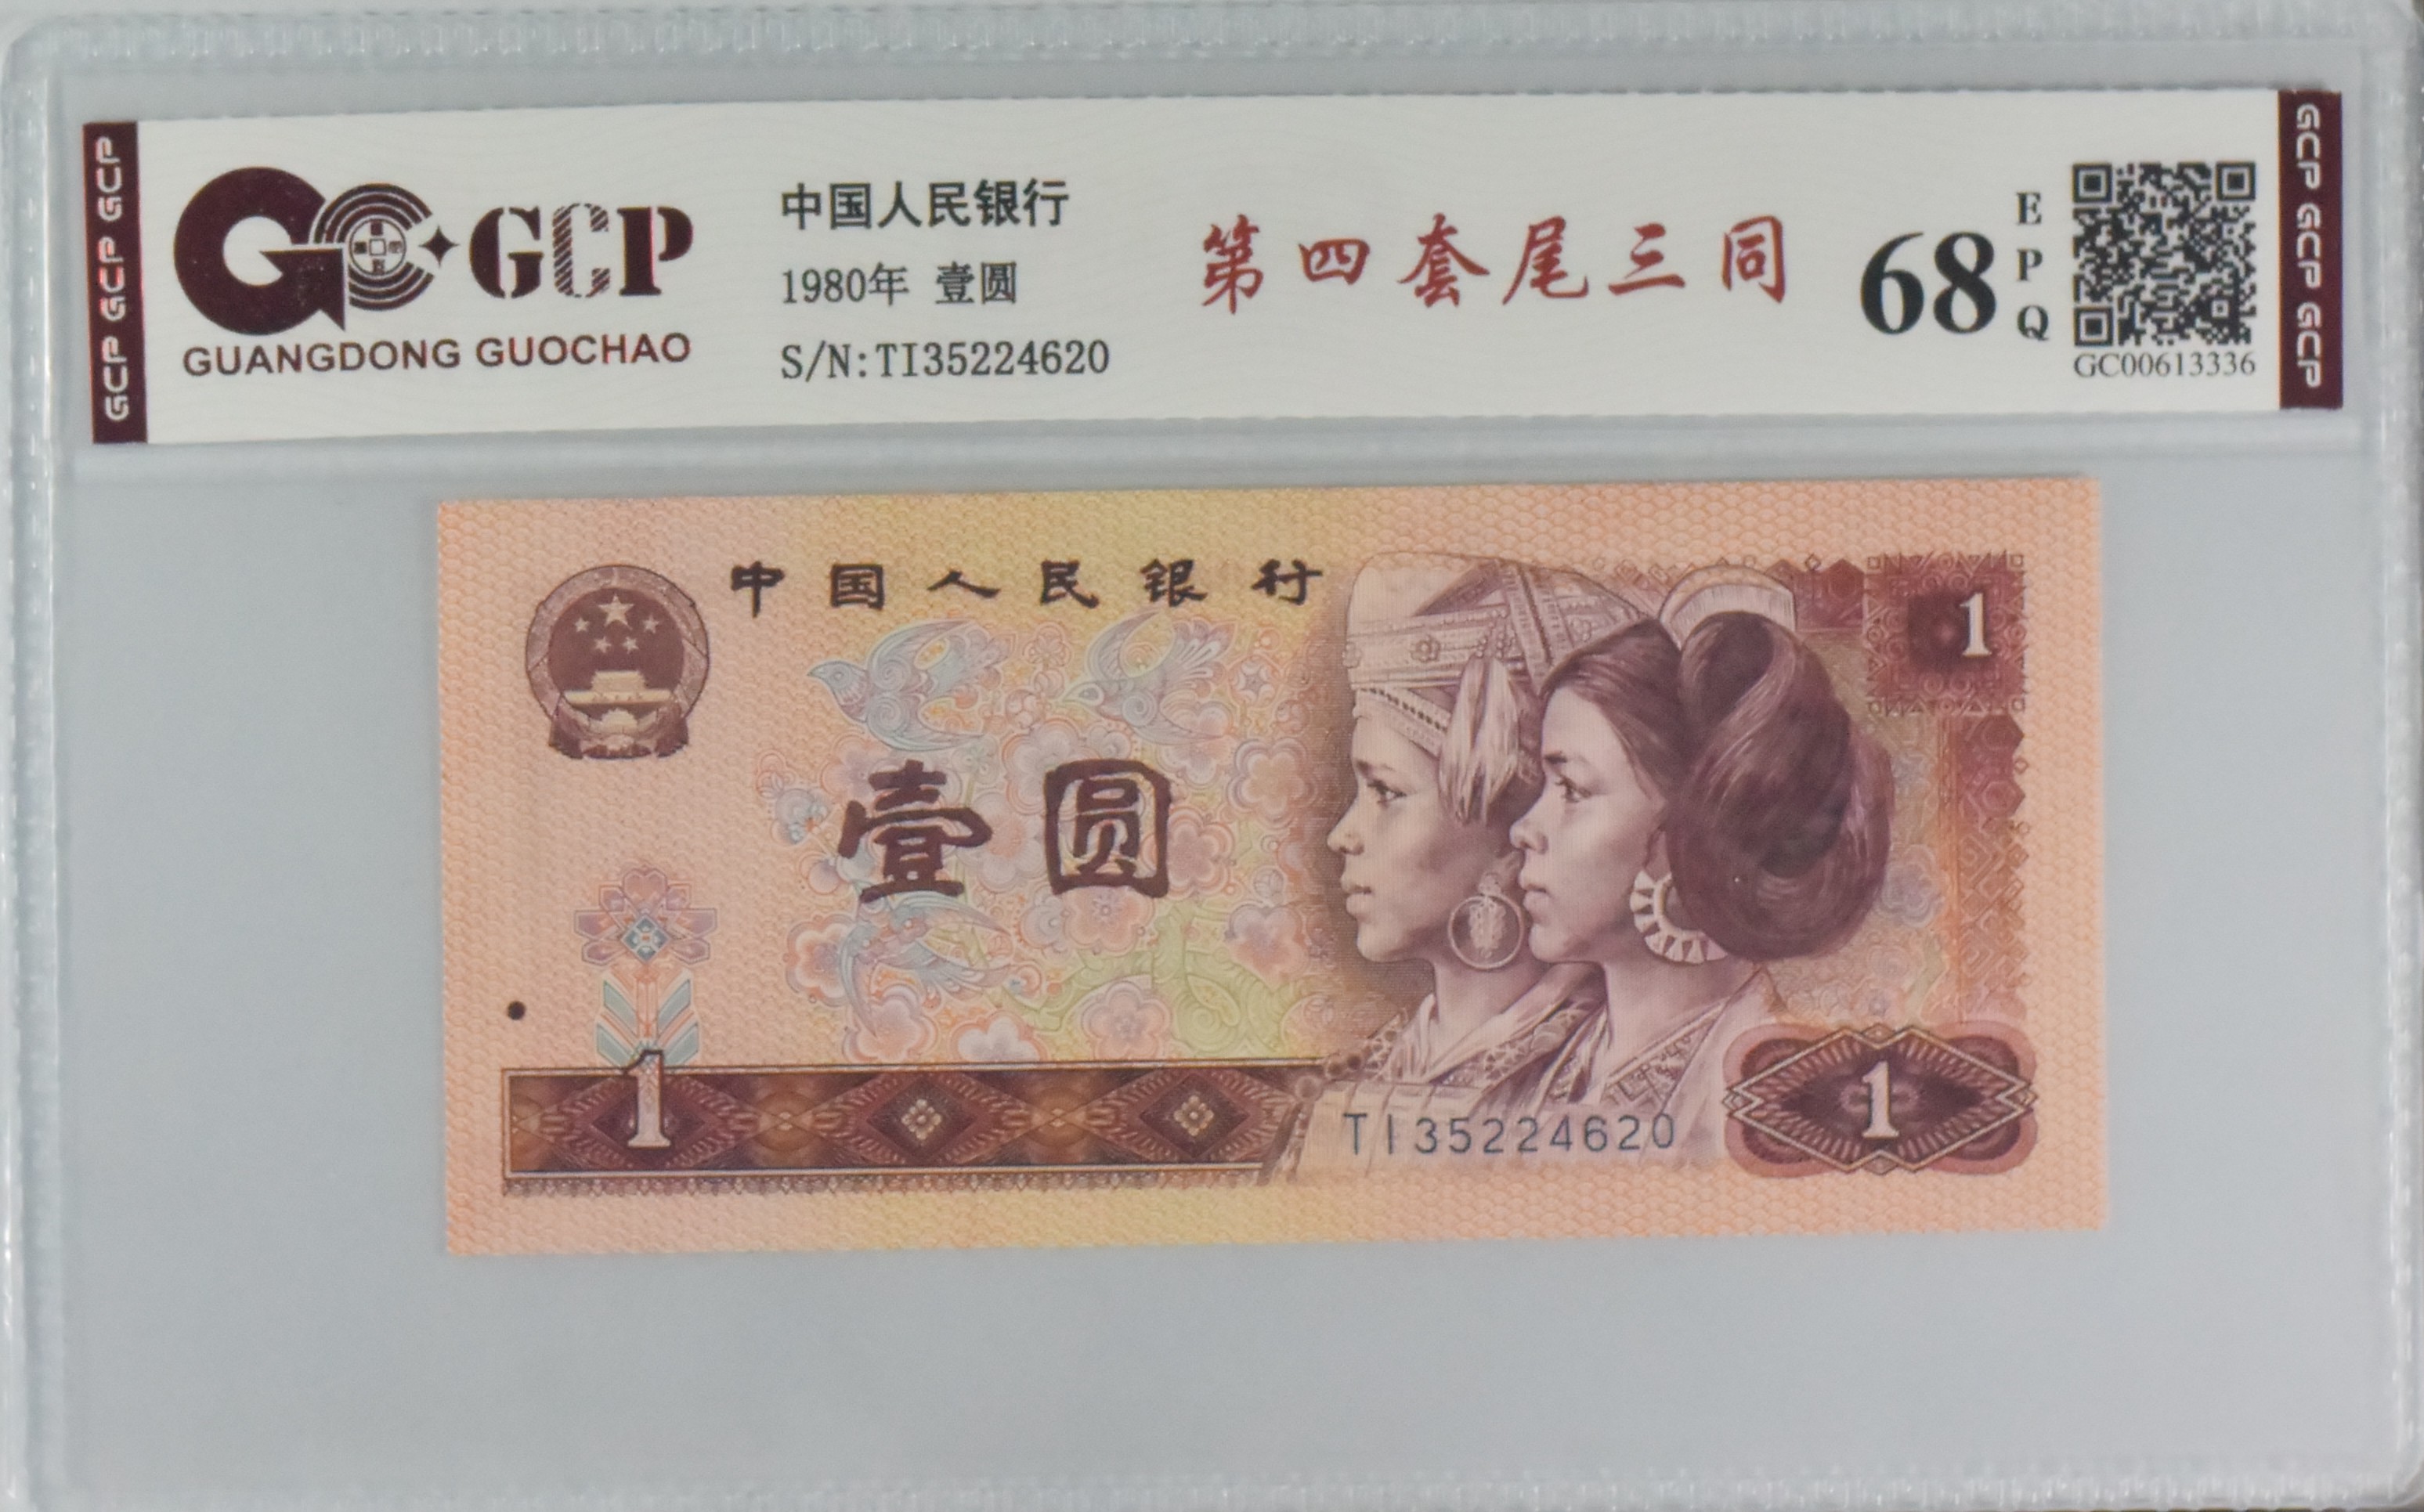 GCP GCP GCP
GCP
GUANGDONG GUOCHAO
中国人民银行
1980年 壹圆
S/N:TI35224620
第四套尾三同
68
E
P
Q
GC00613336
GCP GCP GCP
中国人民银行
1
壹圆
1
TI35224620
1